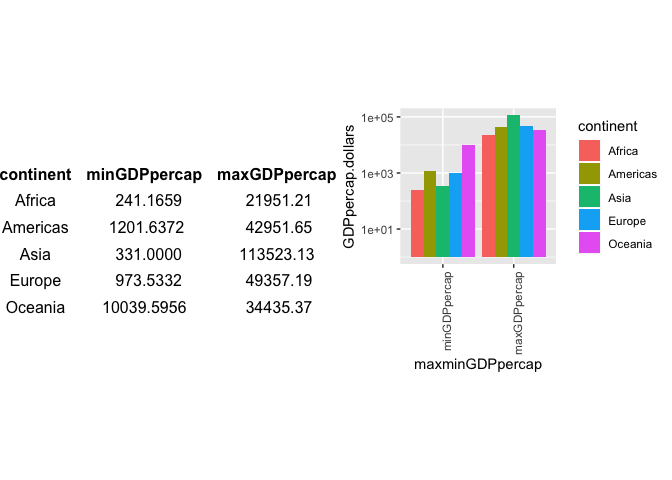 continent minGDPpercap maxGDPpercap
Africa 241.1659 21951.21
Americas 1201.6372 42951.65
Asia 331.0000 113523.13
Europe 973.5332 49357.19
Oceania 10039.5956 34435.37
GDPpercap.dollars
1e+05
1e+03
1e+01
minGDPpercap
maxGDPpercap
maxminGDPpercap
continent
Africa
Americas
Asia
Europe
Oceania